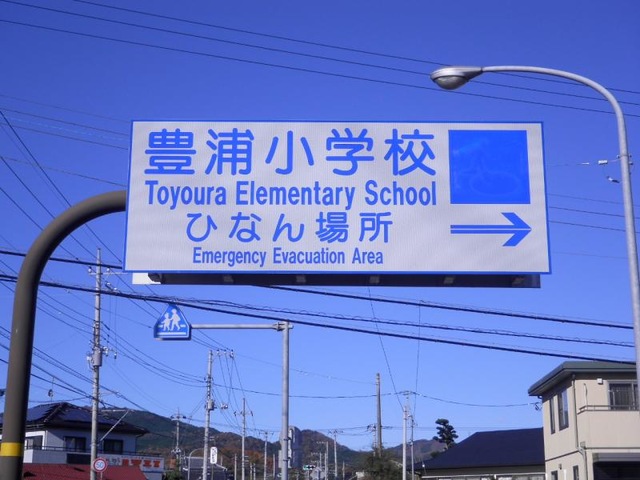 豊浦小学校
Toyoura Elementary School
ひなん場所
Emergency Evacuation Area